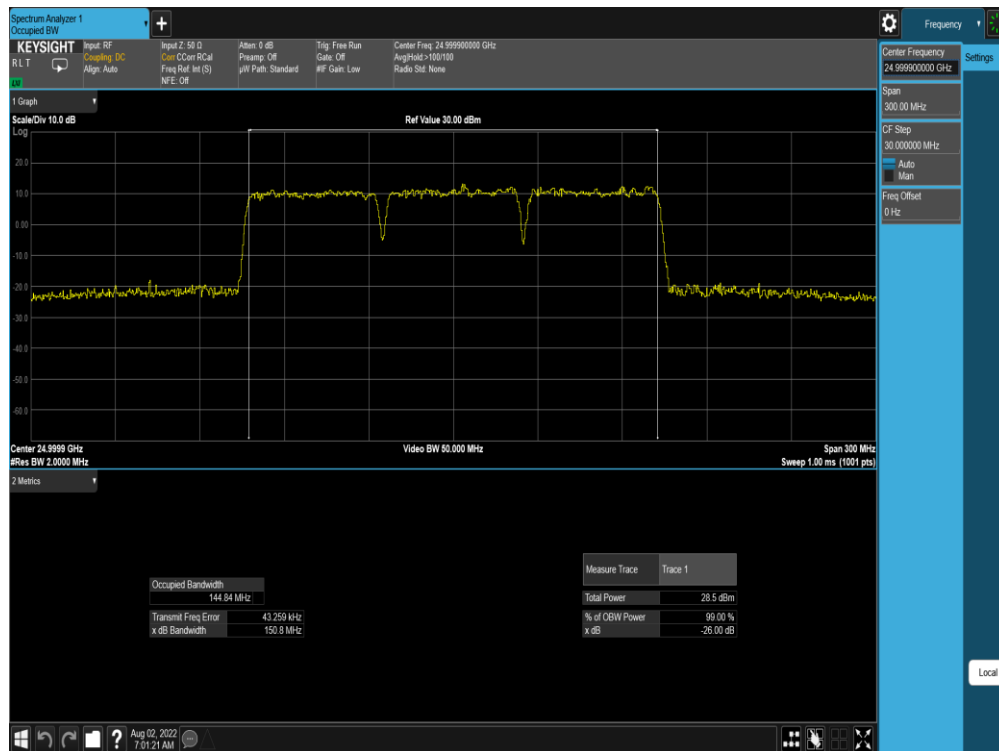 Spectrum Analyzer 1
Occupied BW
Frequency
KEYSIGHT
Input: RF
Input Z: 50 Ω
Atten: 0 dB
Trig: Free Run
Center Freq: 24.999900000 GHz
R L T
Coupling: DC
Corr CCorr RCal
Preamp: Off
Gate: Off
Avg|Hold:>100/100
Align: Auto
Freq Ref: Int (S)
µW Path: Standard
#IF Gain: Low
Radio Std: None
NFE: Off
Center Frequency
24.999900000 GHz
Settings
Span
300.00 MHz
CF Step
30.000000 MHz
Auto
Man
Freq Offset
0 Hz
1 Graph
Scale/Div 10.0 dB
Ref Value 30.00 dBm
Log
20.0
10.0
0.00
-10.0
-20.0
-30.0
-40.0
-50.0
-60.0
Center 24.9999 GHz
Video BW 50.000 MHz
Span 300 MHz
#Res BW 2.0000 MHz
Sweep 1.00 ms (1001 pts)
2 Metrics
Occupied Bandwidth
144.84 MHz
Transmit Freq Error 43.259 kHz
x dB Bandwidth 150.8 MHz
Measure Trace Trace 1
Total Power 28.5 dBm
% of OBW Power 99.00 %
x dB -26.00 dB
Local
Aug 02, 2022
7:01:21 AM